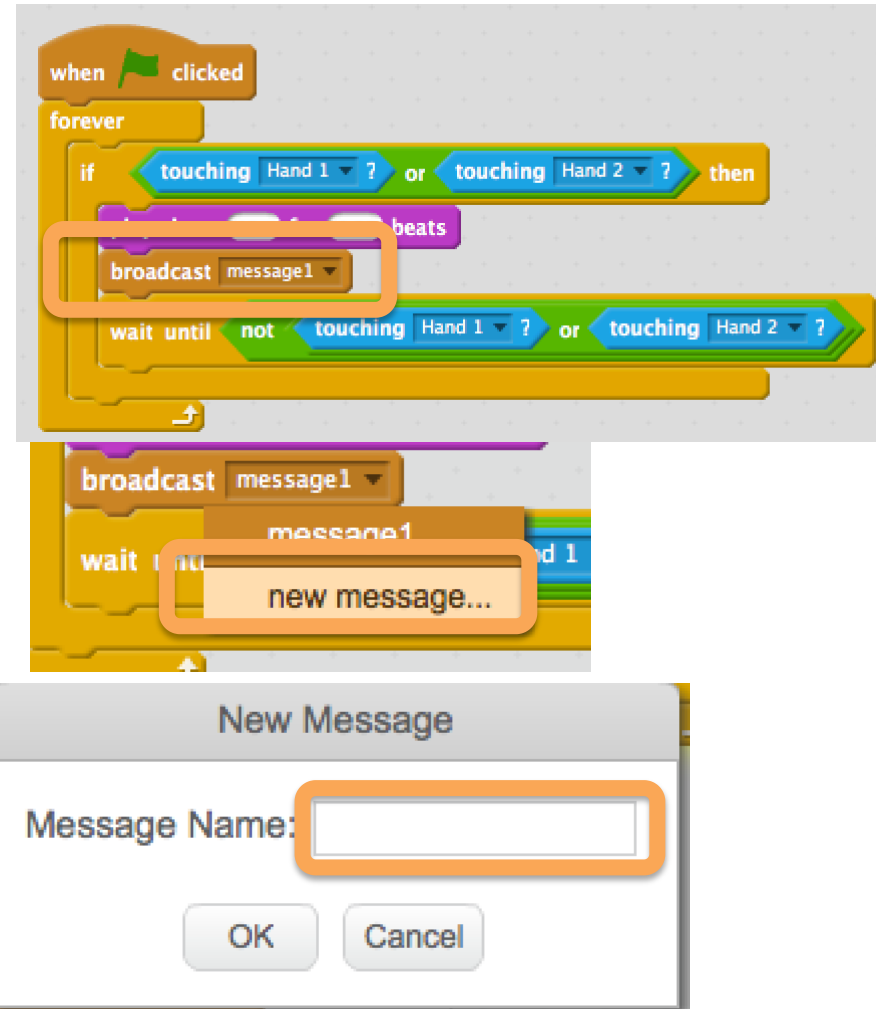 when clicked
forever
if touching Hand 1 ? or touching Hand 2 ? then
beats
broadcast message1
wait until not touching Hand 1 ? or touching Hand 2 ?
broadcast message1
message1
wait until d 1
new message...
New Message
Message Name:
OK Cancel